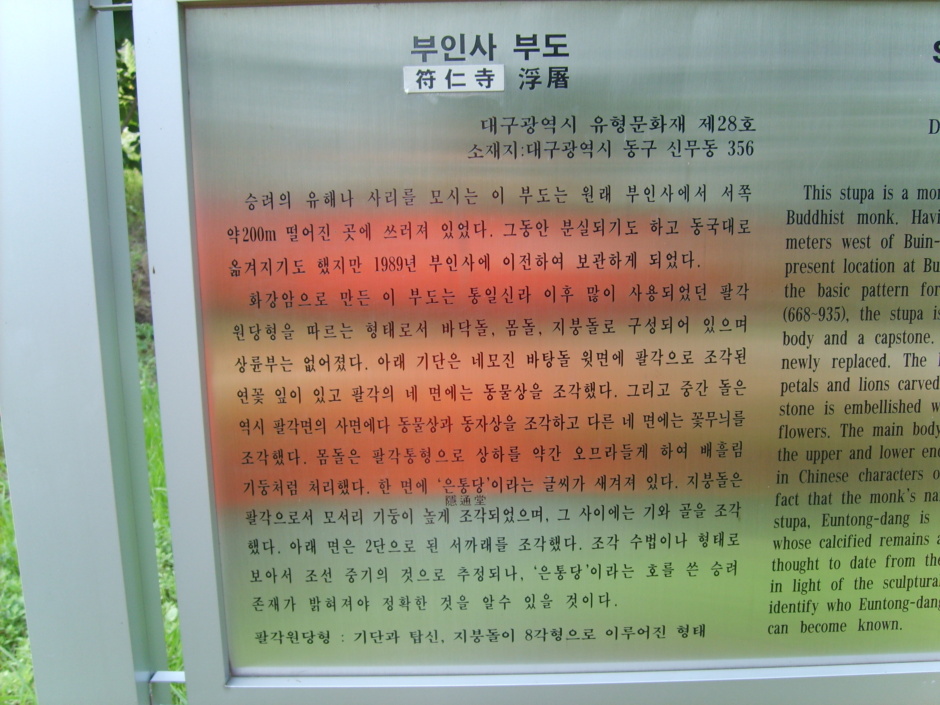 부인사 부도
符仁寺 浮屠
대구광역시 유형문화재 제28호
소재지:대구광역시 동구 신무동 356
승려의 유해나 사리를 모시는 이 부도는 원래 부인사에서 서쪽
약200m 떨어진 곳에 쓰러져 있었다. 그동안 분실되기도 하고 동국대로
옮겨지기도 했지만 1989년 부인사에 이전하여 보관하게 되었다.
화강암으로 만든 이 부도는 통일신라 이후 많이 사용되었던 팔각
원당형을 따르는 형태로서 바닥돌, 몸돌, 지붕돌로 구성되어 있으며
상륜부는 없어졌다. 아래 기단은 네모진 바탕돌 윗면에 팔각으로 조각된
연꽃 잎이 있고 팔각의 네 면에는 동물상을 조각했다. 그리고 중간 돌은
역시 팔각면의 사면에다 동물상과 동자상을 조각하고 다른 네 면에는 꽃무늬를
조각했다. 몸돌은 팔각통형으로 상하를 약간 오므라들게 하여 배흘림
기둥처럼 처리했다. 한 면에 '은통당'이라는 글씨가 새겨져 있다. 지붕돌은
隱通堂
팔각으로서 모서리 기둥이 높게 조각되었으며, 그 사이에는 기와 골을 조각
했다. 아래 면은 2단으로 된 서까래를 조각했다. 조각 수법이나 형태로
보아서 조선 중기의 것으로 추정되나, '은통당'이라는 호를 쓴 승려
존재가 밝혀져야 정확한 것을 알수 있을 것이다.
팔각원당형 : 기단과 탑신, 지붕돌이 8각형으로 이루어진 형태
S
D
This stupa is a mon
Buddhist monk. Havi
meters west of Buin-
present location at Bu
the basic pattern for
(668~935), the stupa is
body and a capstone.
newly replaced. The
petals and lions carved
stone is embellished w
flowers. The main body
the upper and lower end
in Chinese characters o
fact that the monk's na
stupa, Euntong-dang is
whose calcified remains a
thought to date from the
in light of the sculptural
identify who Euntong-dang
can become known.